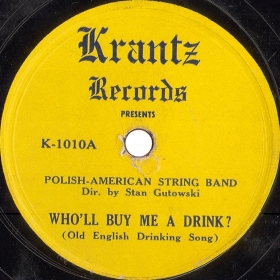 Krantz
Records
PRESENTS
K-1010A
POLISH-AMERICAN STRING BAND
Dir. by Stan Gutowski
WHO'LL BUY ME A DRINK?
(Old English Drinking Song)